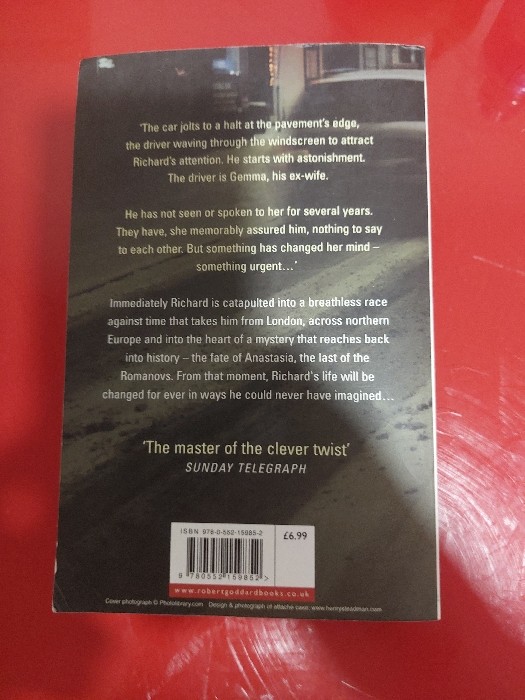 'The car jolts to a halt at the pavement's edge,
the driver waving through the windscreen to attract
Richard's attention. He starts with astonishment.
The driver is Gemma, his ex-wife.
He has not seen or spoken to her for several years.
They have, she memorably assured him, nothing to say
to each other. But something has changed her mind –
something urgent...'
Immediately Richard is catapulted into a breathless race
against time that takes him from London, across northern
Europe and into the heart of a mystery that reaches back
into history – the fate of Anastasia, the last of the
Romanovs. From that moment, Richard's life will be
changed for ever in ways he could never have imagined...
'The master of the clever twist'
SUNDAY TELEGRAPH
ISBN 978-0-552-15985-2
£6.99
9 780552 159852 >
www.robertgoddardbooks.co.uk
Cover photograph © Photolibrary.com Design & photograph of attache case: www.henrysteadman.com